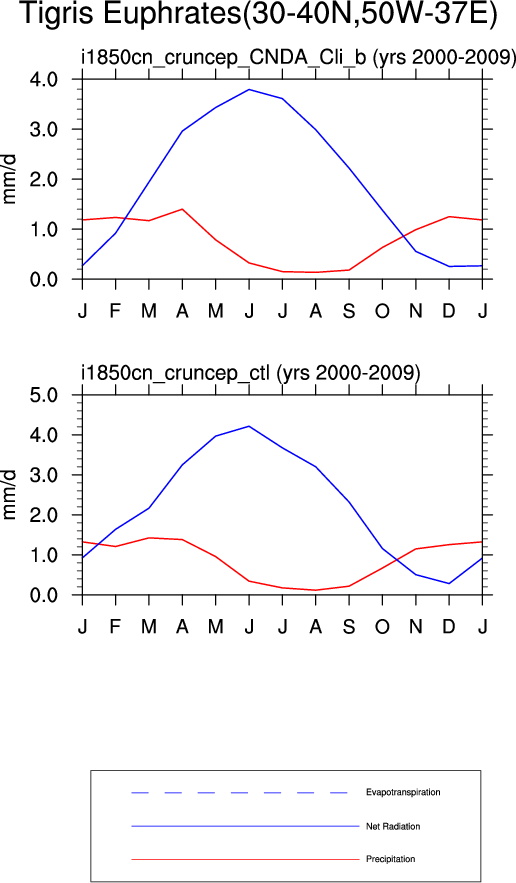 Tigris Euphrates(30-40N,50W-37E)
i1850cn_cruncep_CNDA_Cli_b (yrs 2000-2009)
4.0
3.0
2.0
1.0
0.0
mm/d
J F M A M J J A S O N D J
i1850cn_cruncep_ctl (yrs 2000-2009)
5.0
4.0
3.0
2.0
1.0
0.0
mm/d
J F M A M J J A S O N D J
Evapotranspiration
Net Radiation
Precipitation